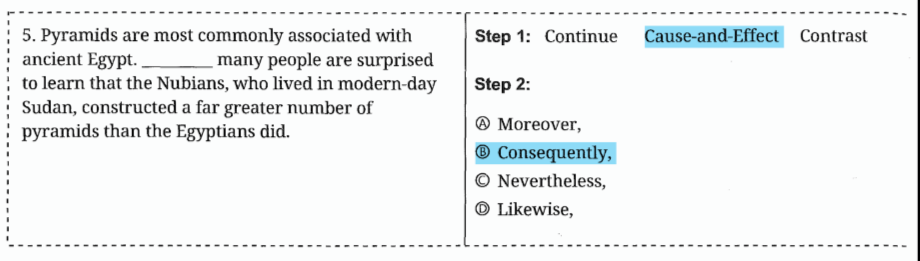 5. Pyramids are most commonly associated with
ancient Egypt. ________ many people are surprised
to learn that the Nubians, who lived in modern-day
Sudan, constructed a far greater number of
pyramids than the Egyptians did.
Step 1: Continue Cause-and-Effect Contrast
Step 2:
Ⓐ Moreover,
Ⓑ Consequently,
Ⓒ Nevertheless,
Ⓓ Likewise,